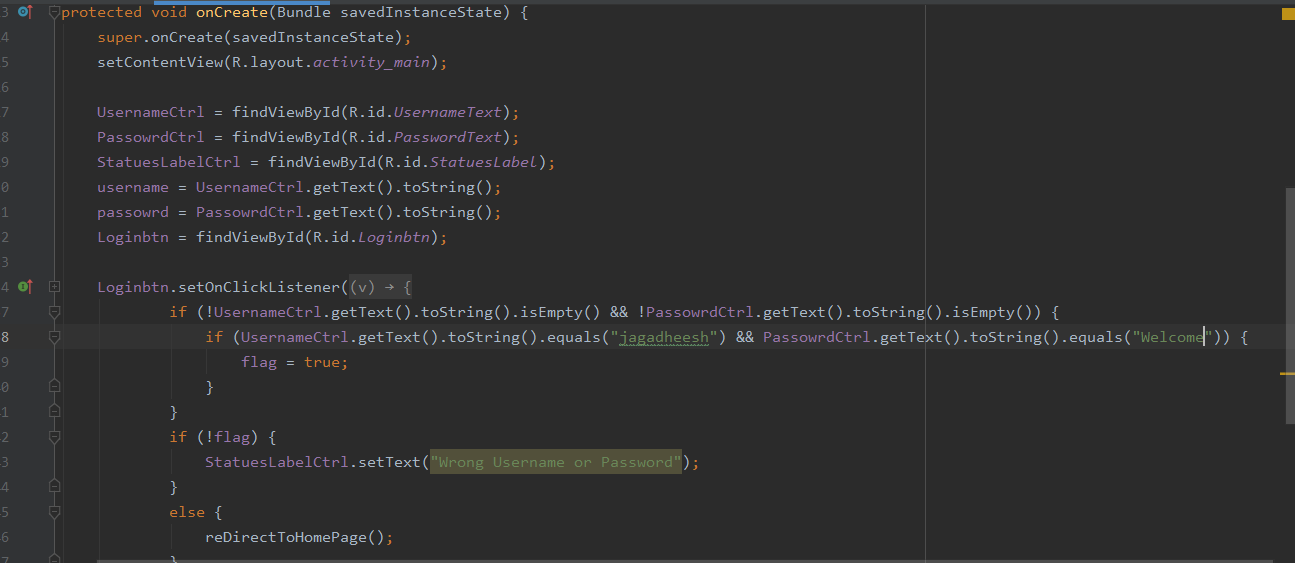 3 protected void onCreate(Bundle savedInstanceState) {
4 super.onCreate(savedInstanceState);
5 setContentView(R.layout.activity_main);
6
7 UsernameCtrl = findViewById(R.id.UsernameText);
8 PassowrdCtrl = findViewById(R.id.PasswordText);
9 StatuesLabelCtrl = findViewById(R.id.StatuesLabel);
0 username = UsernameCtrl.getText().toString();
1 passowrd = PassowrdCtrl.getText().toString();
2 Loginbtn = findViewById(R.id.Loginbtn);
3
4 Loginbtn.setOnClickListener((v) → {
7 if (!UsernameCtrl.getText().toString().isEmpty() && !PassowrdCtrl.getText().toString().isEmpty()) {
8 if (UsernameCtrl.getText().toString().equals("jagadheesh") && PassowrdCtrl.getText().toString().equals("Welcome")) {
9 flag = true;
0 }
1 }
2 if (!flag) {
3 StatuesLabelCtrl.setText("Wrong Username or Password");
4 }
5 else {
6 reDirectToHomePage();
7 }